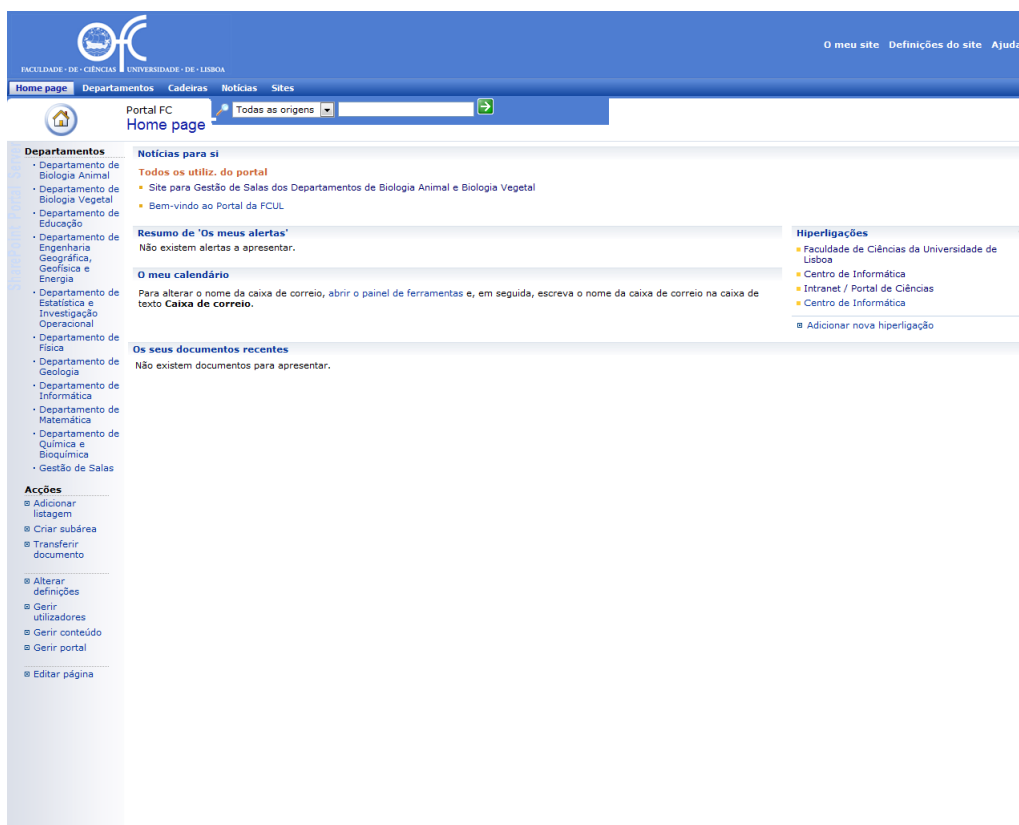 FACULDADE · DE · CIÊNCIAS UNIVERSIDADE · DE · LISBOA
O meu site Definições do site Ajuda
Home page Departamentos Cadeiras Notícias Sites
Portal FC
Home page
Todas as origens
SharePoint Portal Server
Departamentos
· Departamento de
Biologia Animal
· Departamento de
Biologia Vegetal
· Departamento de
Educação
· Departamento de
Engenharia
Geográfica,
Geofísica e
Energia
· Departamento de
Estatística e
Investigação
Operacional
· Departamento de
Física
· Departamento de
Geologia
· Departamento de
Informática
· Departamento de
Matemática
· Departamento de
Química e
Bioquímica
· Gestão de Salas
Acções
Adicionar
listagem
Criar subárea
Transferir
documento
Alterar
definições
Gerir
utilizadores
Gerir conteúdo
Gerir portal
Editar página
Notícias para si
Todos os utiliz. do portal
Site para Gestão de Salas dos Departamentos de Biologia Animal e Biologia Vegetal
Bem-vindo ao Portal da FCUL
Resumo de 'Os meus alertas'
Não existem alertas a apresentar.
O meu calendário
Para alterar o nome da caixa de correio, abrir o painel de ferramentas e, em seguida, escreva o nome da caixa de correio na caixa de
texto Caixa de correio.
Os seus documentos recentes
Não existem documentos para apresentar.
Hiperligações
Faculdade de Ciências da Universidade de
Lisboa
Centro de Informática
Intranet / Portal de Ciências
Centro de Informática
Adicionar nova hiperligação